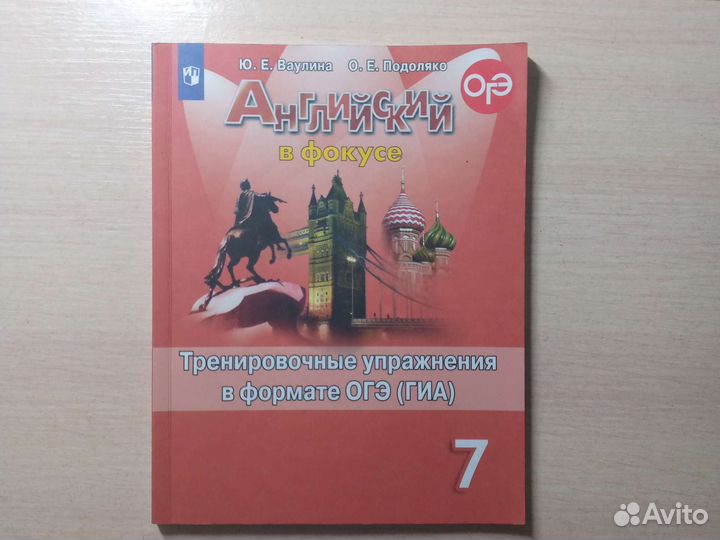 Ю. Е. Ваулина О. Е. Подоляко
ОГЭ
Английский
в фокусе
Тренировочные упражнения
в формате ОГЭ (ГИА)
7
Avito